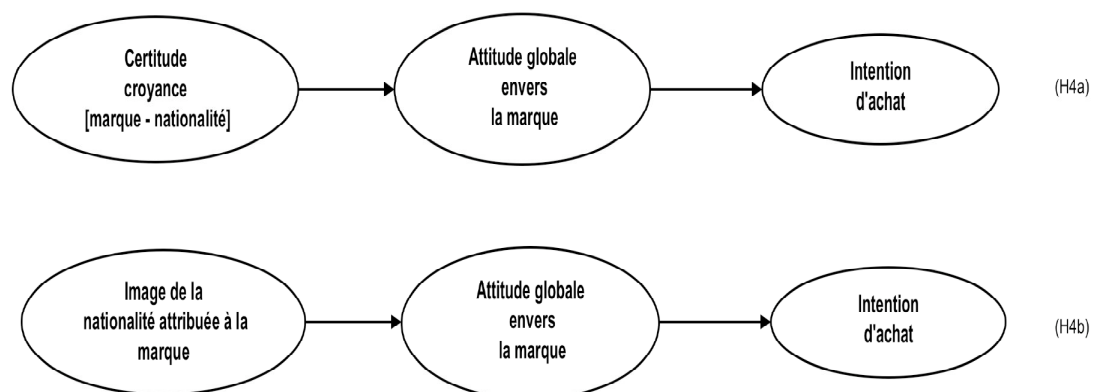 Certitude
croyance
[marque - nationalité]
Attitude globale
envers
la marque
Intention
d'achat
(H4a)
Image de la
nationalité attribuée à la
marque
Attitude globale
envers
la marque
Intention
d'achat
(H4b)